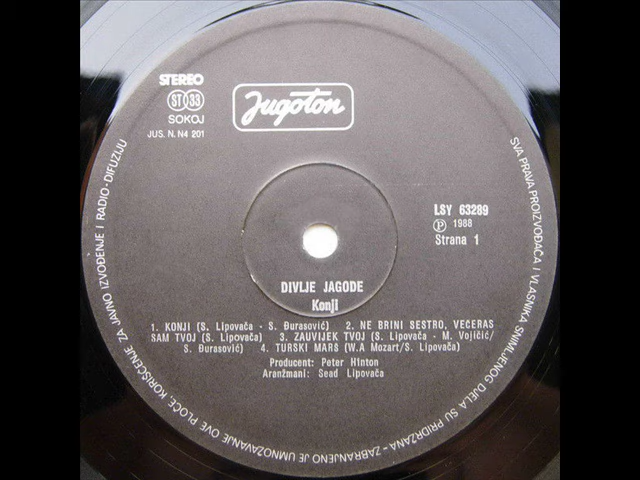 STEREO
ST 33
SOKOJ
JUS. N. N4 201
Jugoton
LSY 63289
Ⓟ 1988
Strana 1
DIVLJE JAGODE
Konji
1. KONJI (S. Lipovača - S. Đurasović) 2. NE BRINI SESTRO, VEČERAS
SAM TVOJ (S. Lipovača) 3. ZAUVIJEK TVOJ (S. Lipovača - M. Vojičić/
S. Đurasović) 4. TURSKI MARŠ (W.A Mozart/S. Lipovača)
Producent: Peter H1nton
Aranžmani: Sead Lipovača
SVA PRAVA PROIZVOĐAČA I VLASNIKA SNIMLJENOG DJELA SU PRIDRŽANA - ZABRANJENO JE UMNOŽAVANJE OVE PLOČE, KORIŠĆENJE ZA JAVNO IZVOĐENJE I RADIO-DIFUZIJU